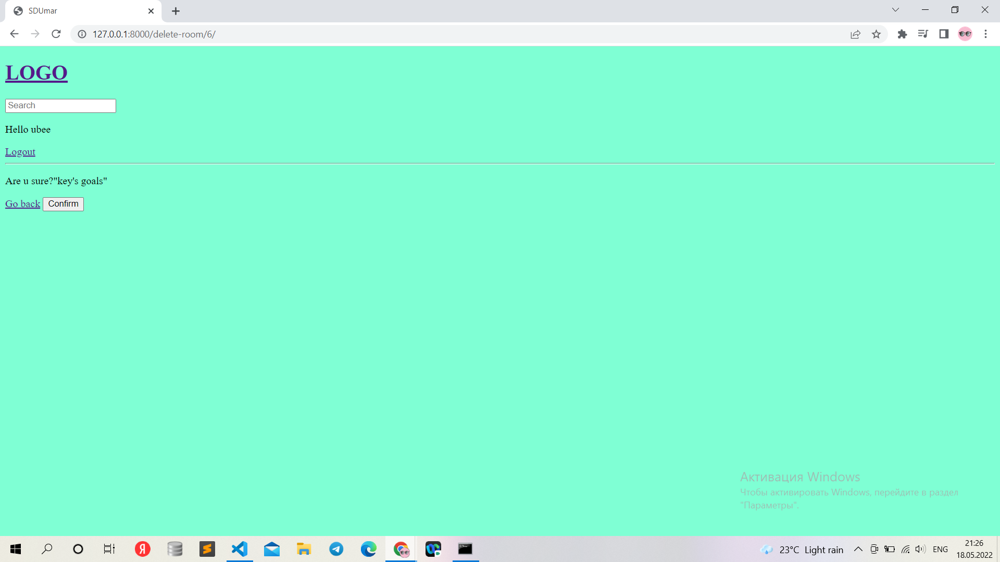 SDUmar
127.0.0.1:8000/delete-room/6/
LOGO
Search
Hello ubee
Logout
Are u sure?"key's goals"
Go back Confirm
Активация Windows
Чтобы активировать Windows, перейдите в раздел
"Параметры".
Я
23°C Light rain
ENG
21:26
18.05.2022